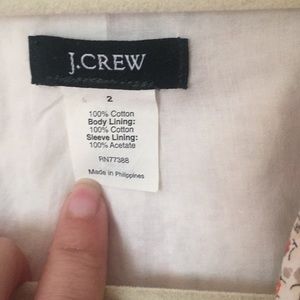 J.CREW
2
100% Cotton
Body Lining:
100% Cotton
Sleeve Lining:
100% Acetate
RN77388
Made in Philippines